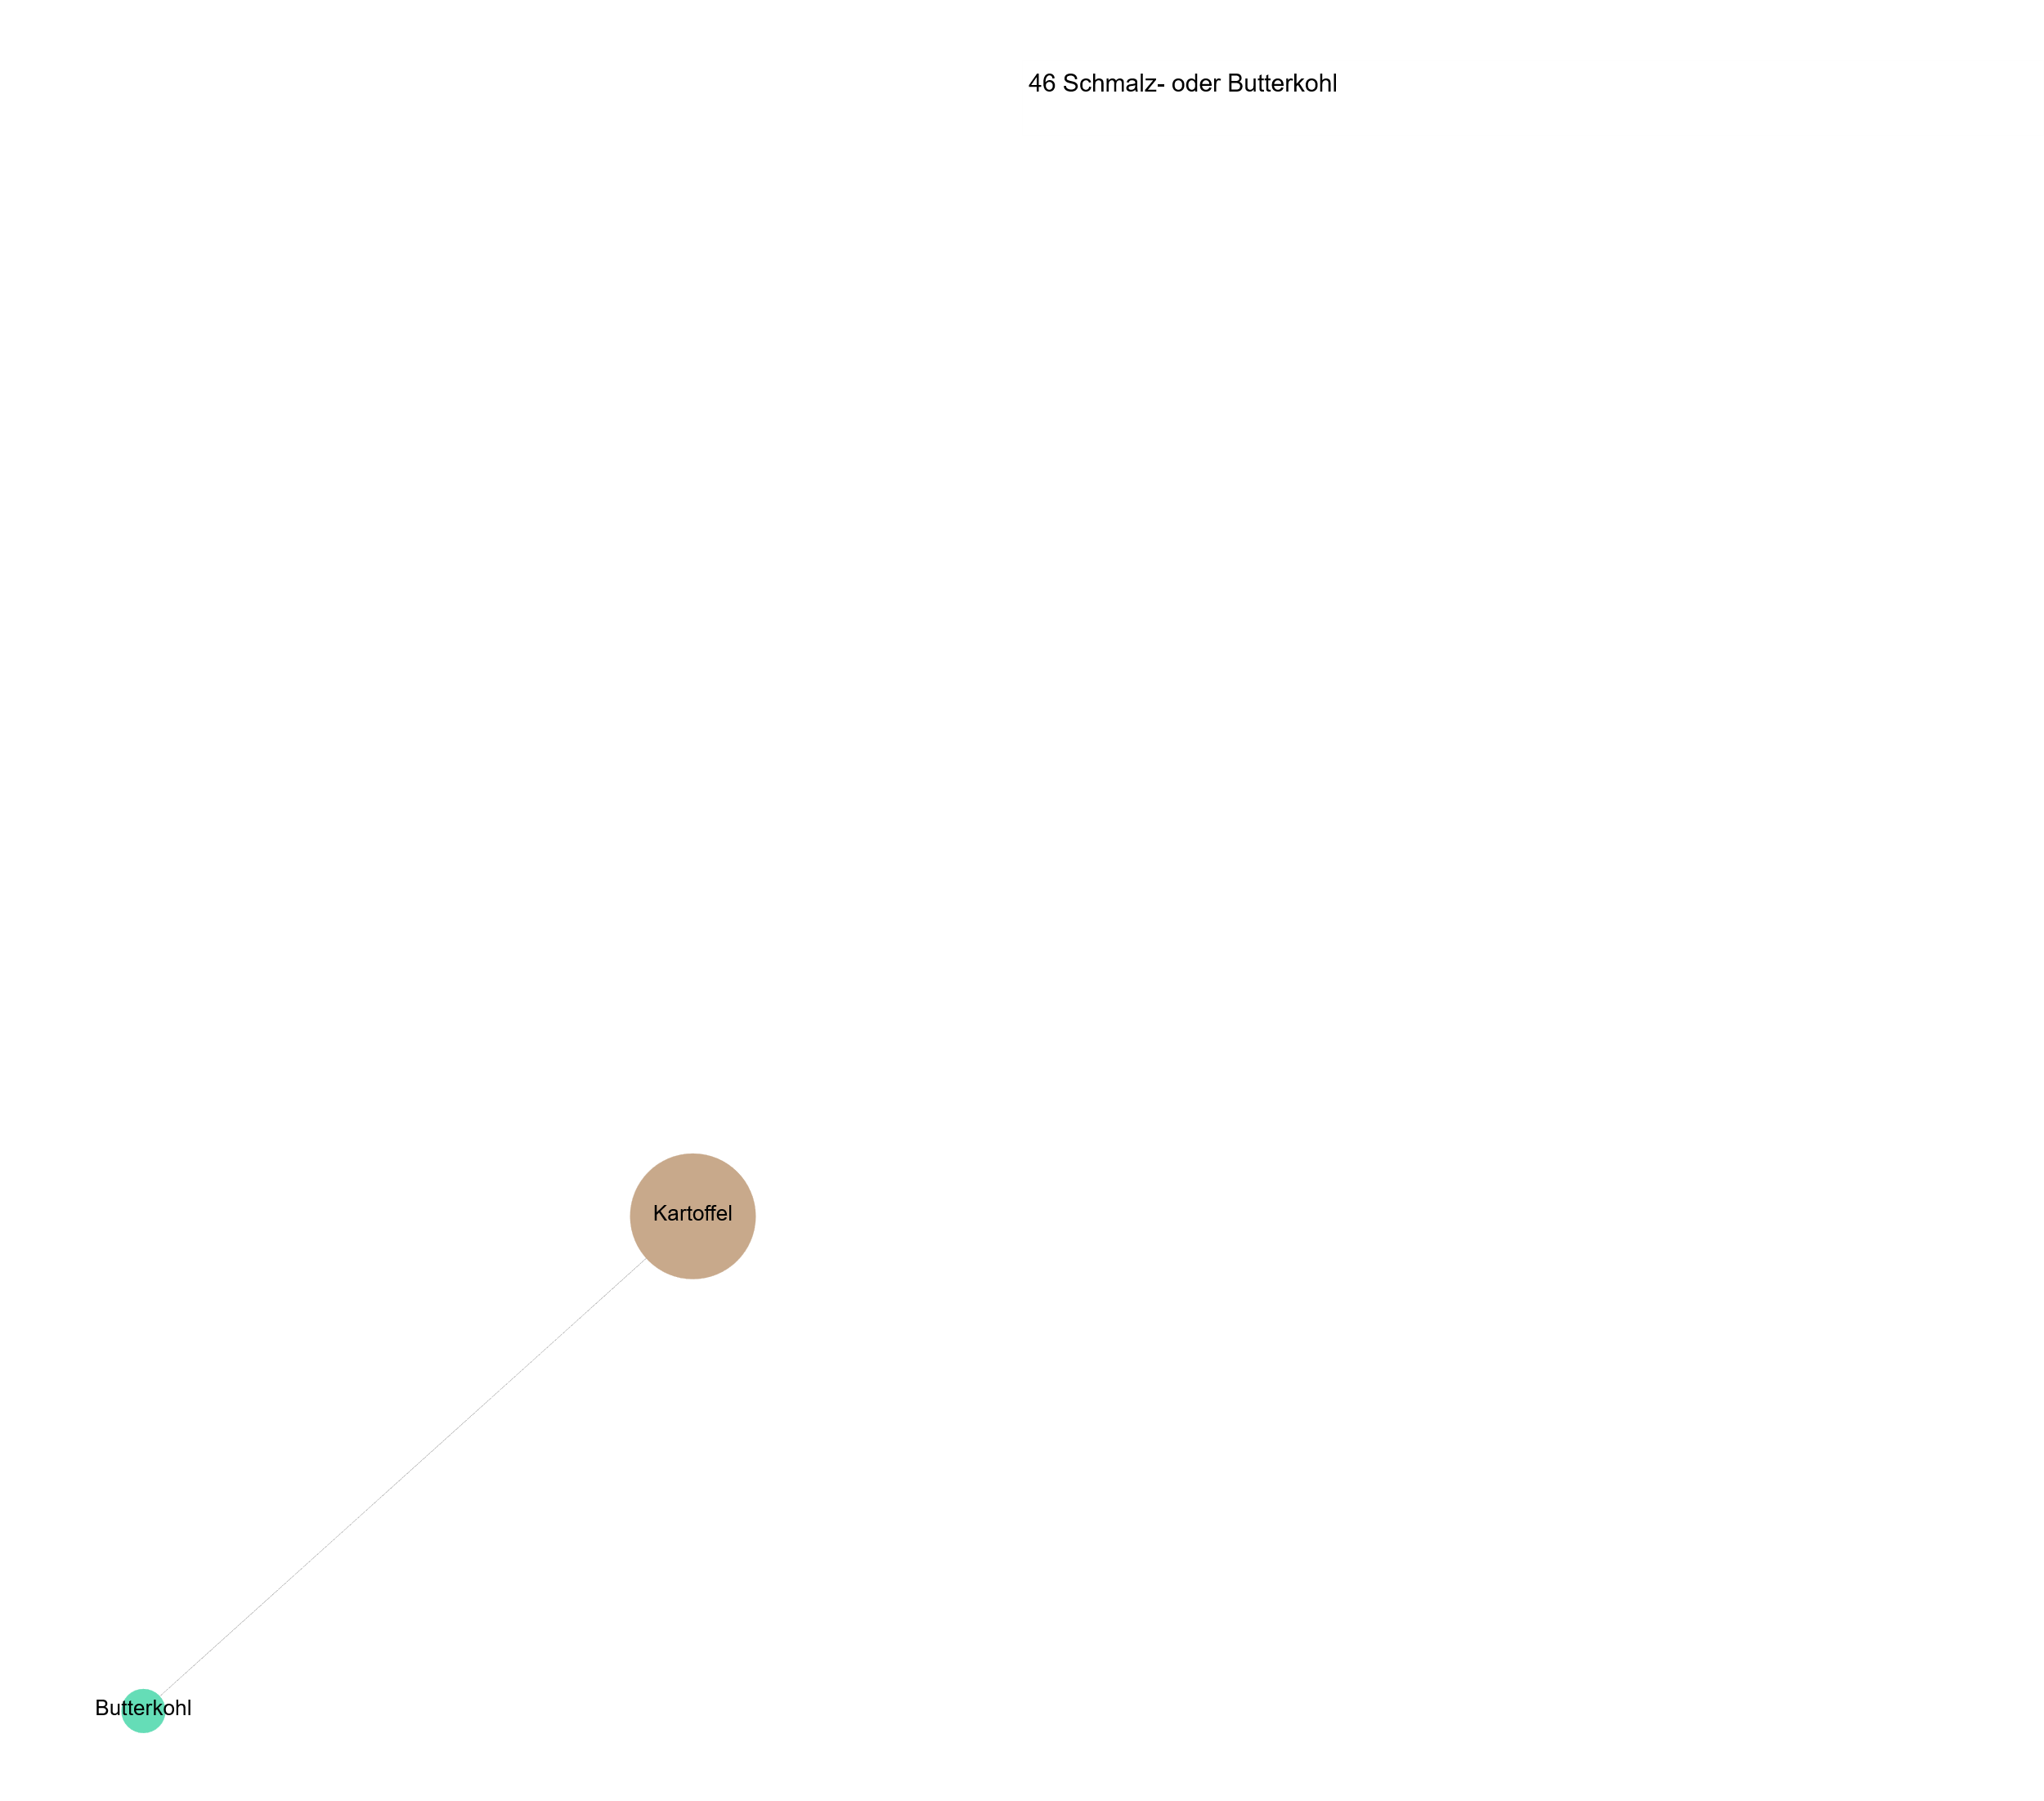 46 Schmalz- oder Butterkohl
Kartoffel
Butterkohl